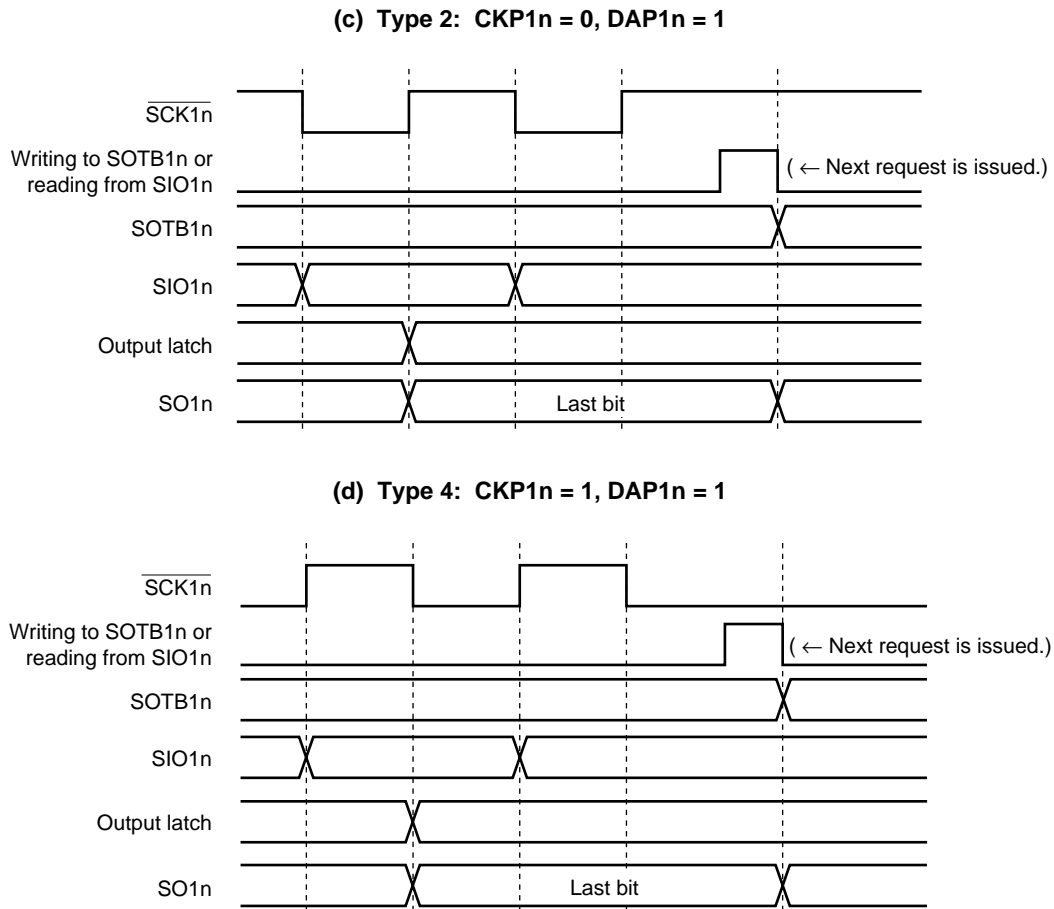 (c) Type 2: CKP1n = 0, DAP1n = 1
SCK1n
Writing to SOTB1n or
reading from SIO1n
( ← Next request is issued.)
SOTB1n
SIO1n
Output latch
SO1n
Last bit
(d) Type 4: CKP1n = 1, DAP1n = 1
SCK1n
Writing to SOTB1n or
reading from SIO1n
( ← Next request is issued.)
SOTB1n
SIO1n
Output latch
SO1n
Last bit